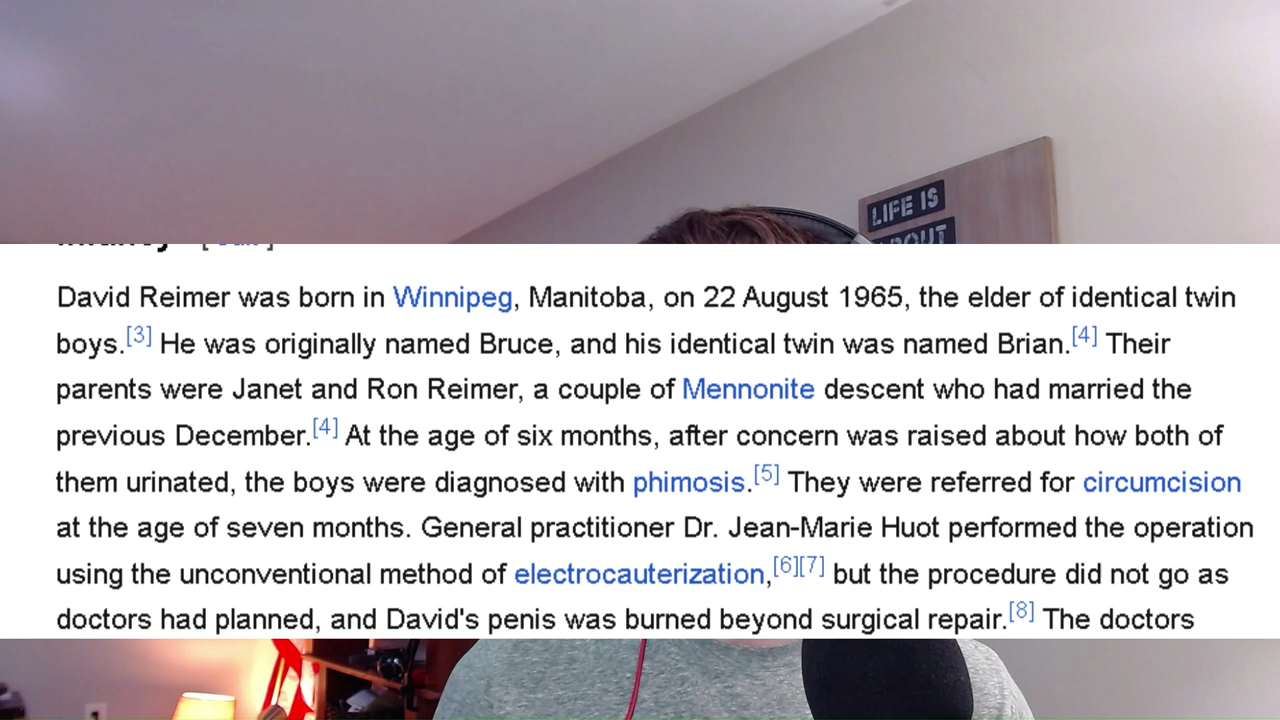 LIFE IS
ABOUT
David Reimer was born in Winnipeg, Manitoba, on 22 August 1965, the elder of identical twin
boys.[3] He was originally named Bruce, and his identical twin was named Brian.[4] Their
parents were Janet and Ron Reimer, a couple of Mennonite descent who had married the
previous December.[4] At the age of six months, after concern was raised about how both of
them urinated, the boys were diagnosed with phimosis.[5] They were referred for circumcision
at the age of seven months. General practitioner Dr. Jean-Marie Huot performed the operation
using the unconventional method of electrocauterization,[6][7] but the procedure did not go as
doctors had planned, and David's penis was burned beyond surgical repair.[8] The doctors